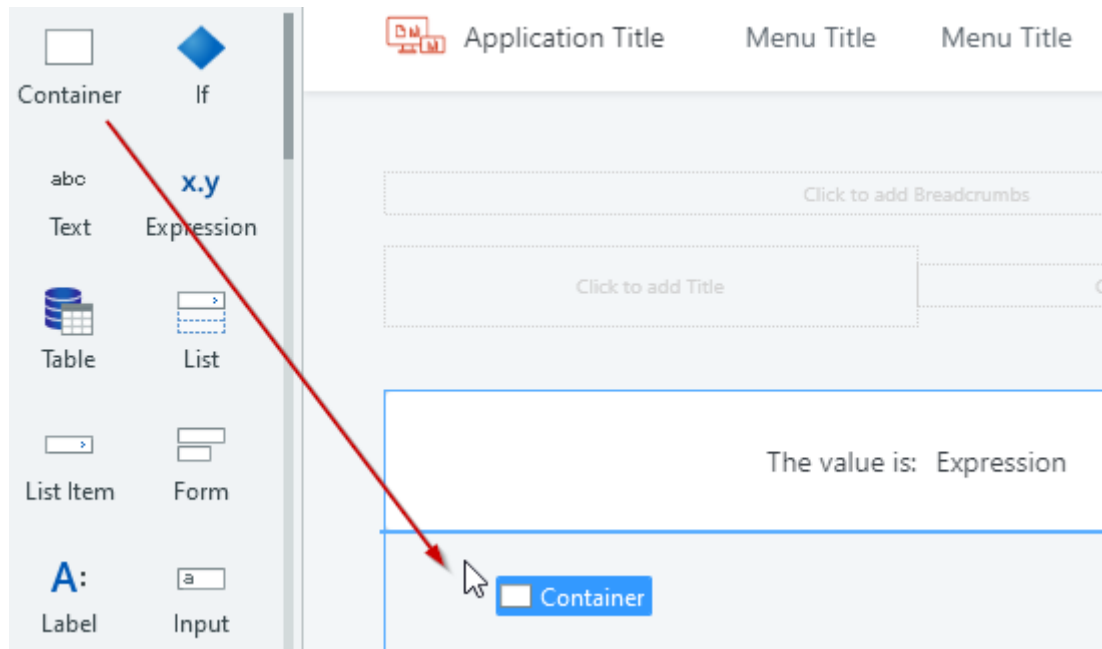 Application Title Menu Title Menu Title
Container If
abc x.y
Text Expression
Click to add Breadcrumbs
Click to add Title
Table List
List Item Form
The value is: Expression
A: a
Label Input
Container